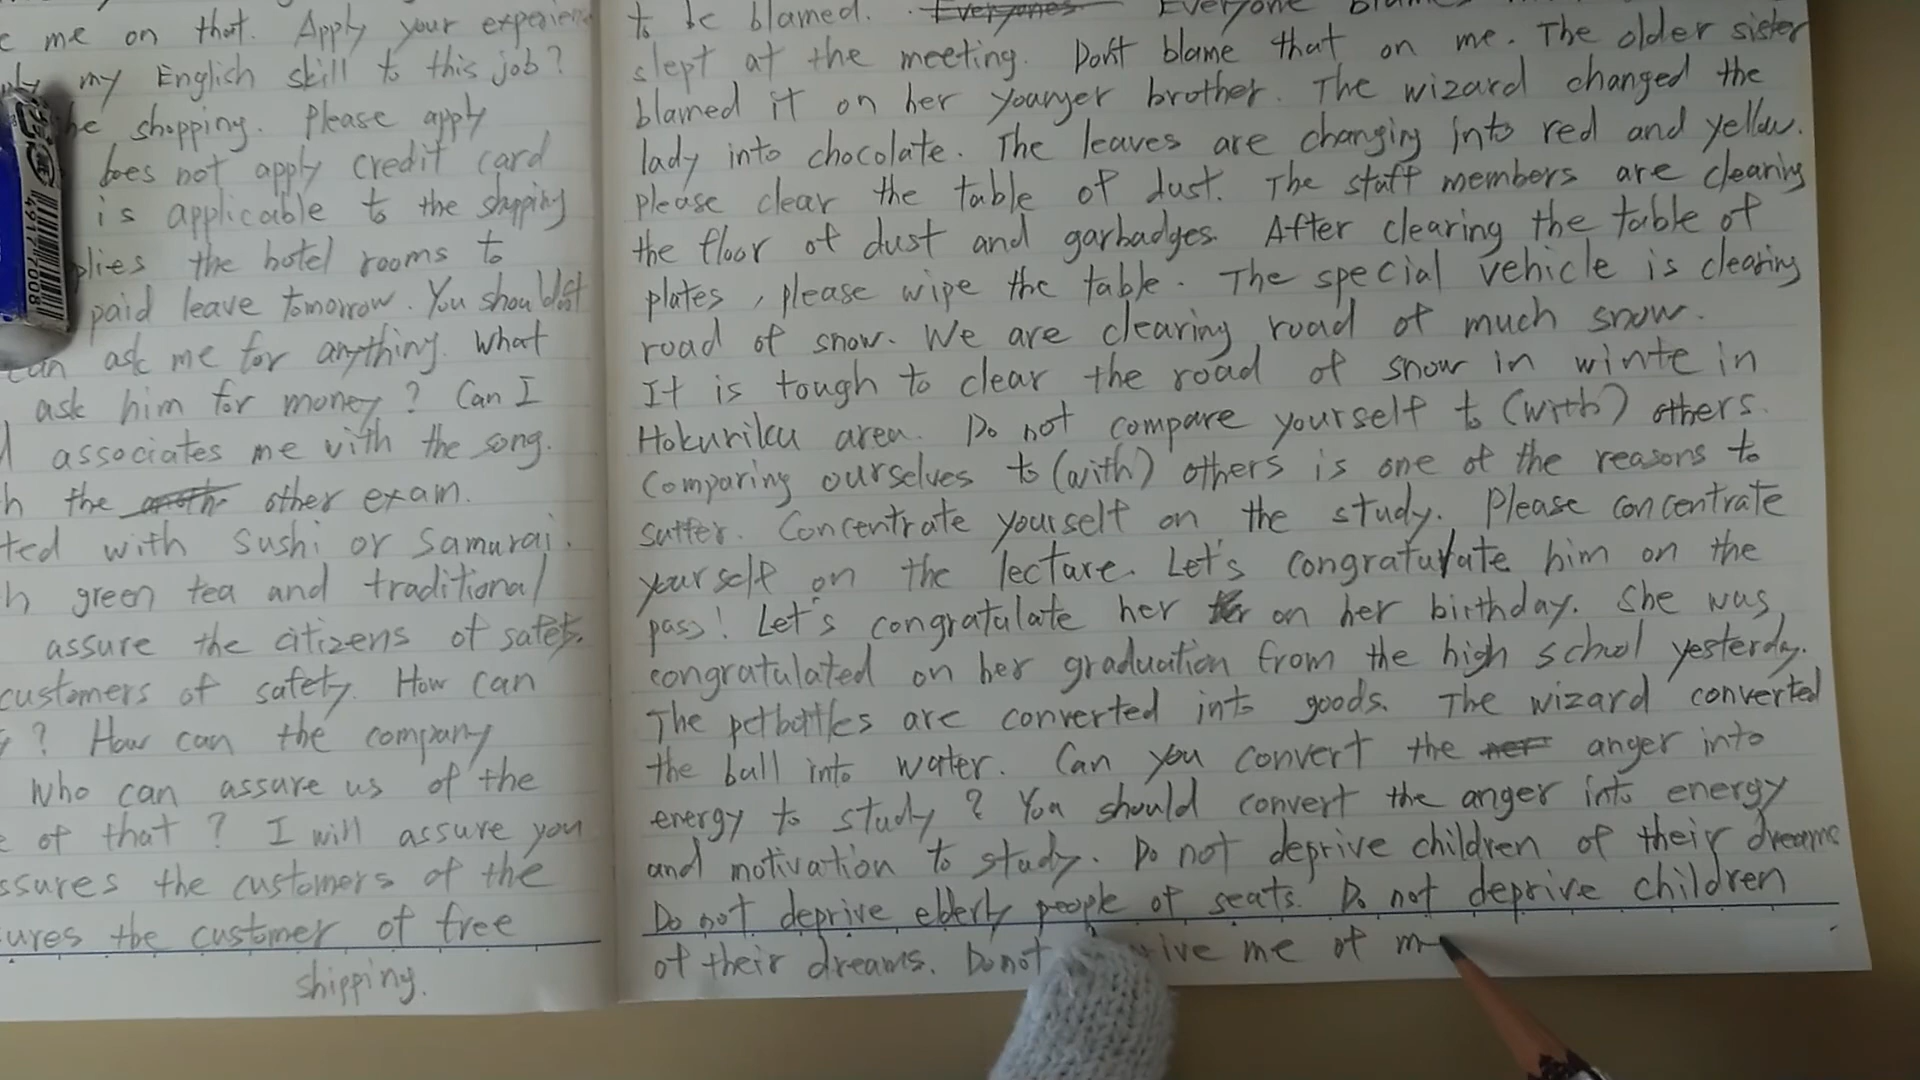 me on that. Apply your experien
my English skill to this job?
he shopping. Please apply
does not apply credit card
is applicable to the shipping
plies the hotel rooms to
paid leave tomorrow. You shouldn't
can ask me for anything. What
ask him for money? Can I
associates me with the song.
h the other exam.
ted with sushi or samurai.
h green tea and traditional
assure the citizens of safety.
customers of safety. How can
? How can the company
Who can assure us of the
of that? I will assure you
ssures the customers of the
ures the customer of free
shipping.
4917 7008
to be blamed. Everyones Everyone blames
slept at the meeting. Don't blame that on me. The older sister
blamed it on her younger brother. The wizard changed the
lady into chocolate. The leaves are changing into red and yellow.
please clear the table of dust. The staff members are clearing
the floor of dust and garbadges. After clearing the table of
plates, please wipe the table. The special vehicle is clearing
road of snow. We are clearing road of much snow.
It is tough to clear the road of snow in winte in
Hokuriku area. Do not compare yourself to (with) others.
Comparing ourselves to (with) others is one of the reasons to
suffer. Concentrate yourself on the study. Please concentrate
yourself on the lecture. Let's congratulate him on the
pass! Let's congratulate her on her birthday. She was
congratulated on her graduation from the high school yesterday.
The petbottles are converted into goods. The wizard converted
the ball into water. Can you convert the anger into
energy to study? You should convert the anger into energy
and motivation to study. Do not deprive children of their dreams
Do not deprive elderly people of seats. Do not deprive children
of their dreams. Do not rive me of m